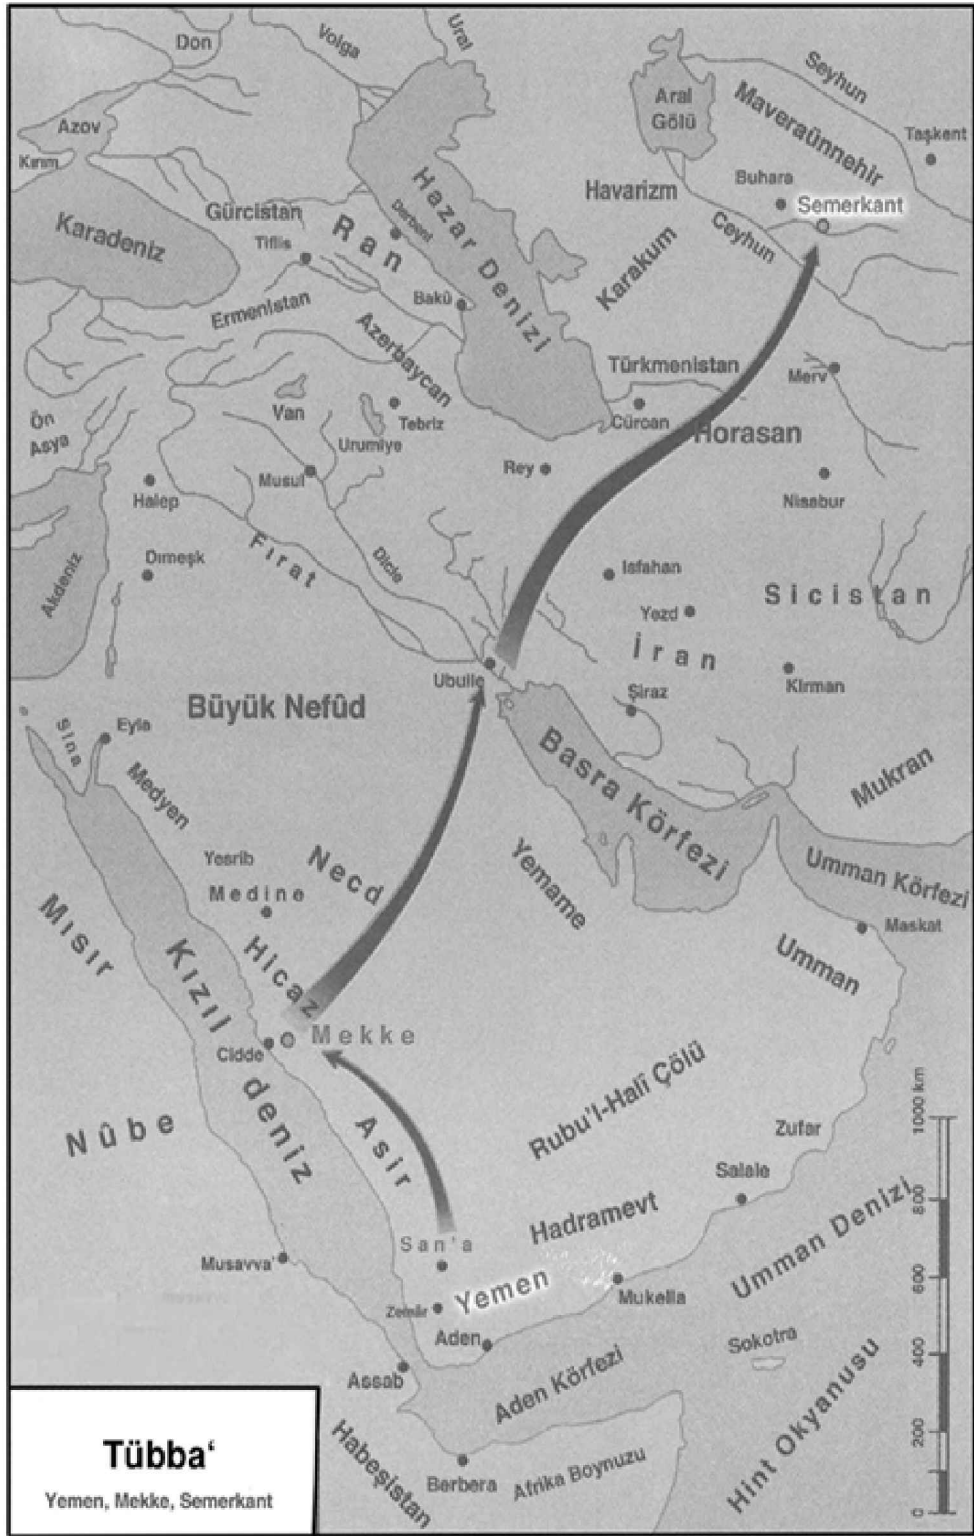 Don
Volga
Ural
Seyhun
Aral
Gölü
Maveraünnehir
Taşkent
Azov
Kırım
Havarizm
Buhara
Semerkant
Karadeniz
Gürcistan
Tiflis
Ran
Derbent
Hazar Denizi
Karakum
Ceyhun
Ermenistan
Bakû
Azerbaycan
Türkmenistan
Merv
Ön
Asya
Van
Tebriz
Urumiye
Cürcan
Horasan
Halep
Musul
Rey
Nisabur
Akdeniz
Dımeşk
Fırat
Dicle
Isfahan
Yezd
Sicistan
İran
Kirman
Şiraz
Ubulle
Büyük Nefûd
Sina
Eyla
Medyen
Basra Körfezi
Mukran
Yesrib
Medine
Necd
Yemame
Umman Körfezi
Maskat
Umman
Mısır
Kızıl deniz
Hicaz
Mekke
Cidde
Nûbe
Asir
Rubu'l-Halî Çölü
Zufar
Salale
San'a
Hadramevt
Umman Denizi
Musavva'
Zemâr
Yemen
Mukella
Aden
Sokotra
Assab
Aden Körfezi
Hint Okyanusu
Habeşistan
Berbera
Afrika Boynuzu
1000 km
800
600
400
200
0
Tübba‘
Yemen, Mekke, Semerkant